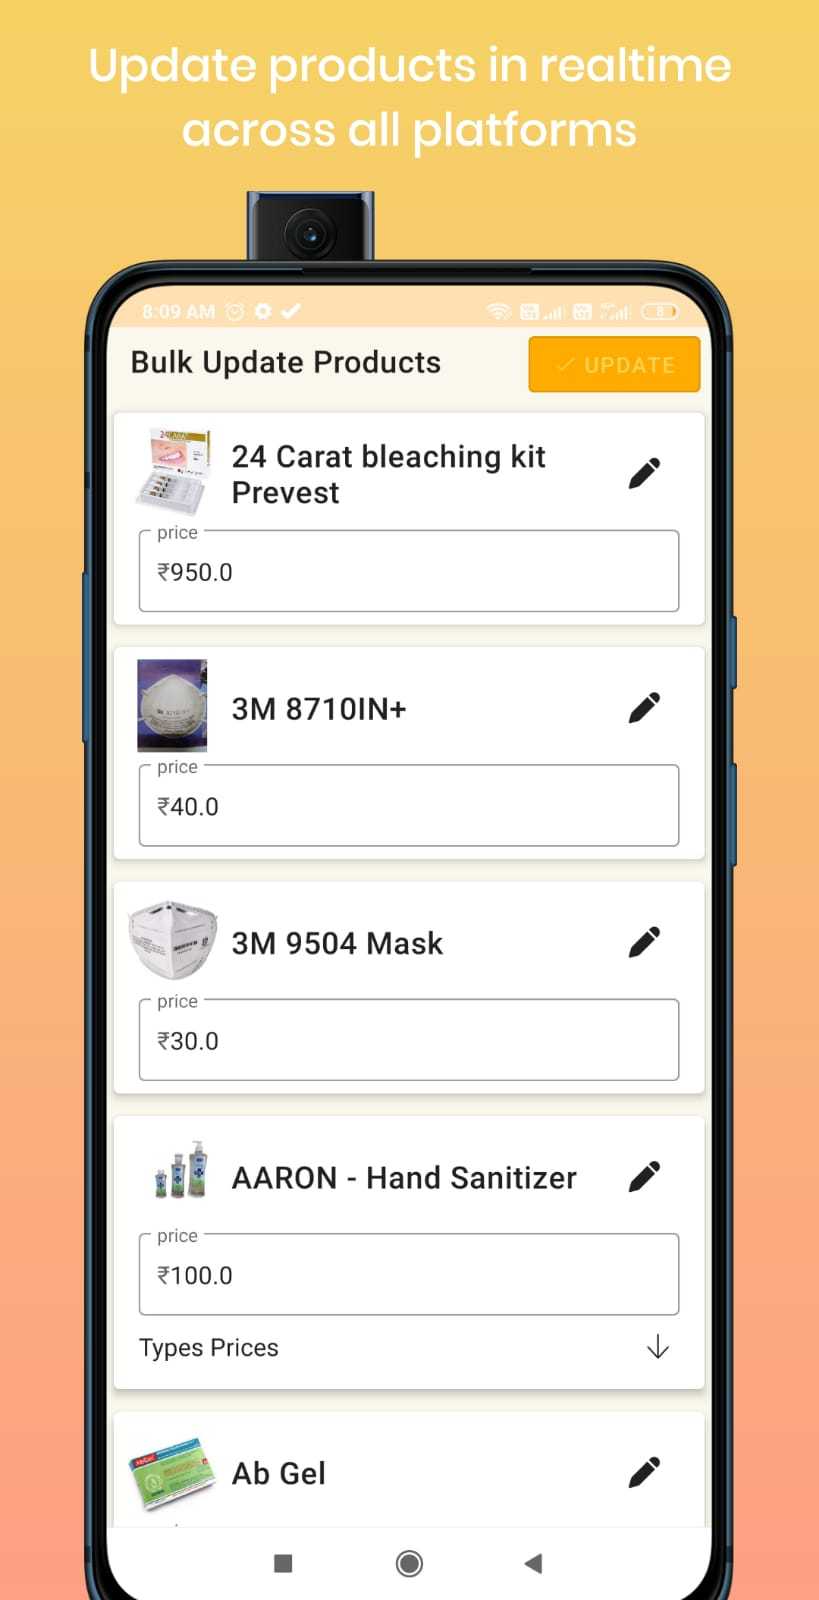 Update products in realtime
across all platforms
8:09 AM
8
Bulk Update Products
UPDATE
24 Carat bleaching kit
Prevest
price
₹950.0
3M 8710IN+
price
₹40.0
3M 9504 Mask
price
₹30.0
AARON - Hand Sanitizer
price
₹100.0
Types Prices
Ab Gel